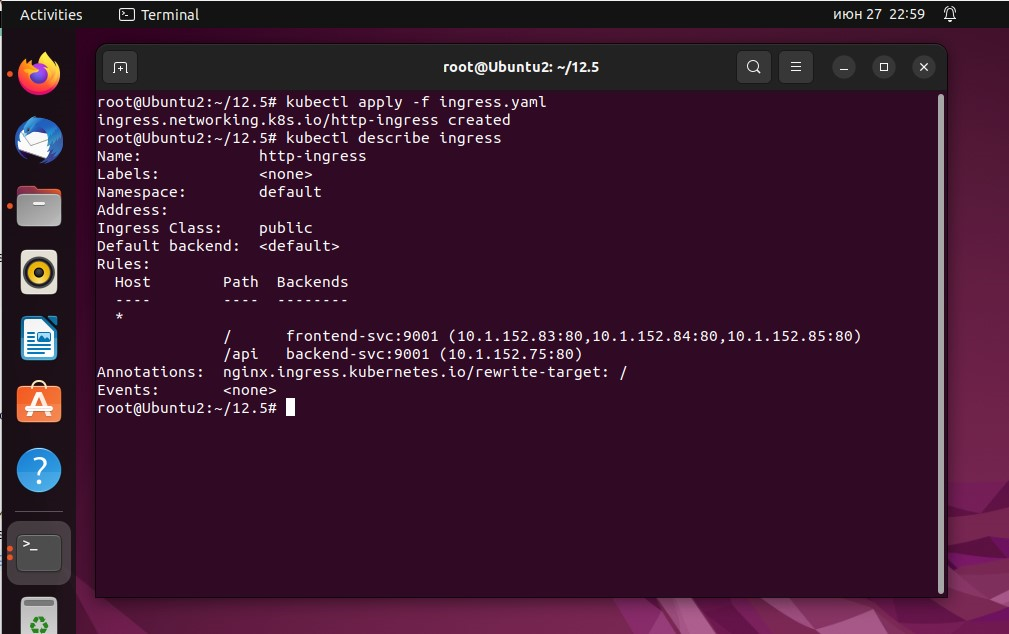 Activities
Terminal
июн 27 22:59
root@Ubuntu2: ~/12.5
root@Ubuntu2:~/12.5# kubectl apply -f ingress.yaml
ingress.networking.k8s.io/http-ingress created
root@Ubuntu2:~/12.5# kubectl describe ingress
Name:             http-ingress
Labels:           <none>
Namespace:        default
Address:
Ingress Class:    public
Default backend:  <default>
Rules:
  Host        Path  Backends
  ----        ----  --------
  *
              /      frontend-svc:9001 (10.1.152.83:80,10.1.152.84:80,10.1.152.85:80)
              /api   backend-svc:9001 (10.1.152.75:80)
Annotations:  nginx.ingress.kubernetes.io/rewrite-target: /
Events:       <none>
root@Ubuntu2:~/12.5#